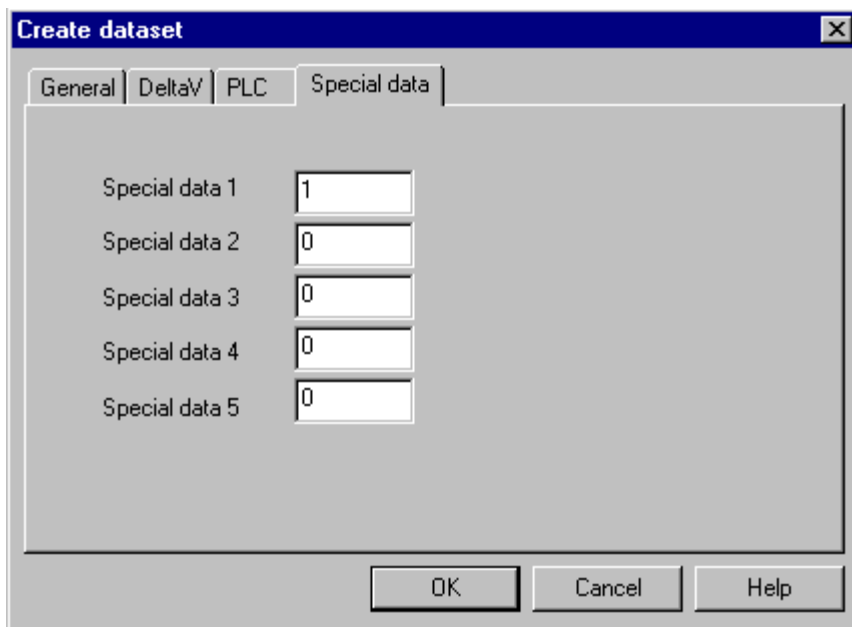 Create dataset
General DeltaV PLC Special data
Special data 1 1
Special data 2 0
Special data 3 0
Special data 4 0
Special data 5 0
OK Cancel Help